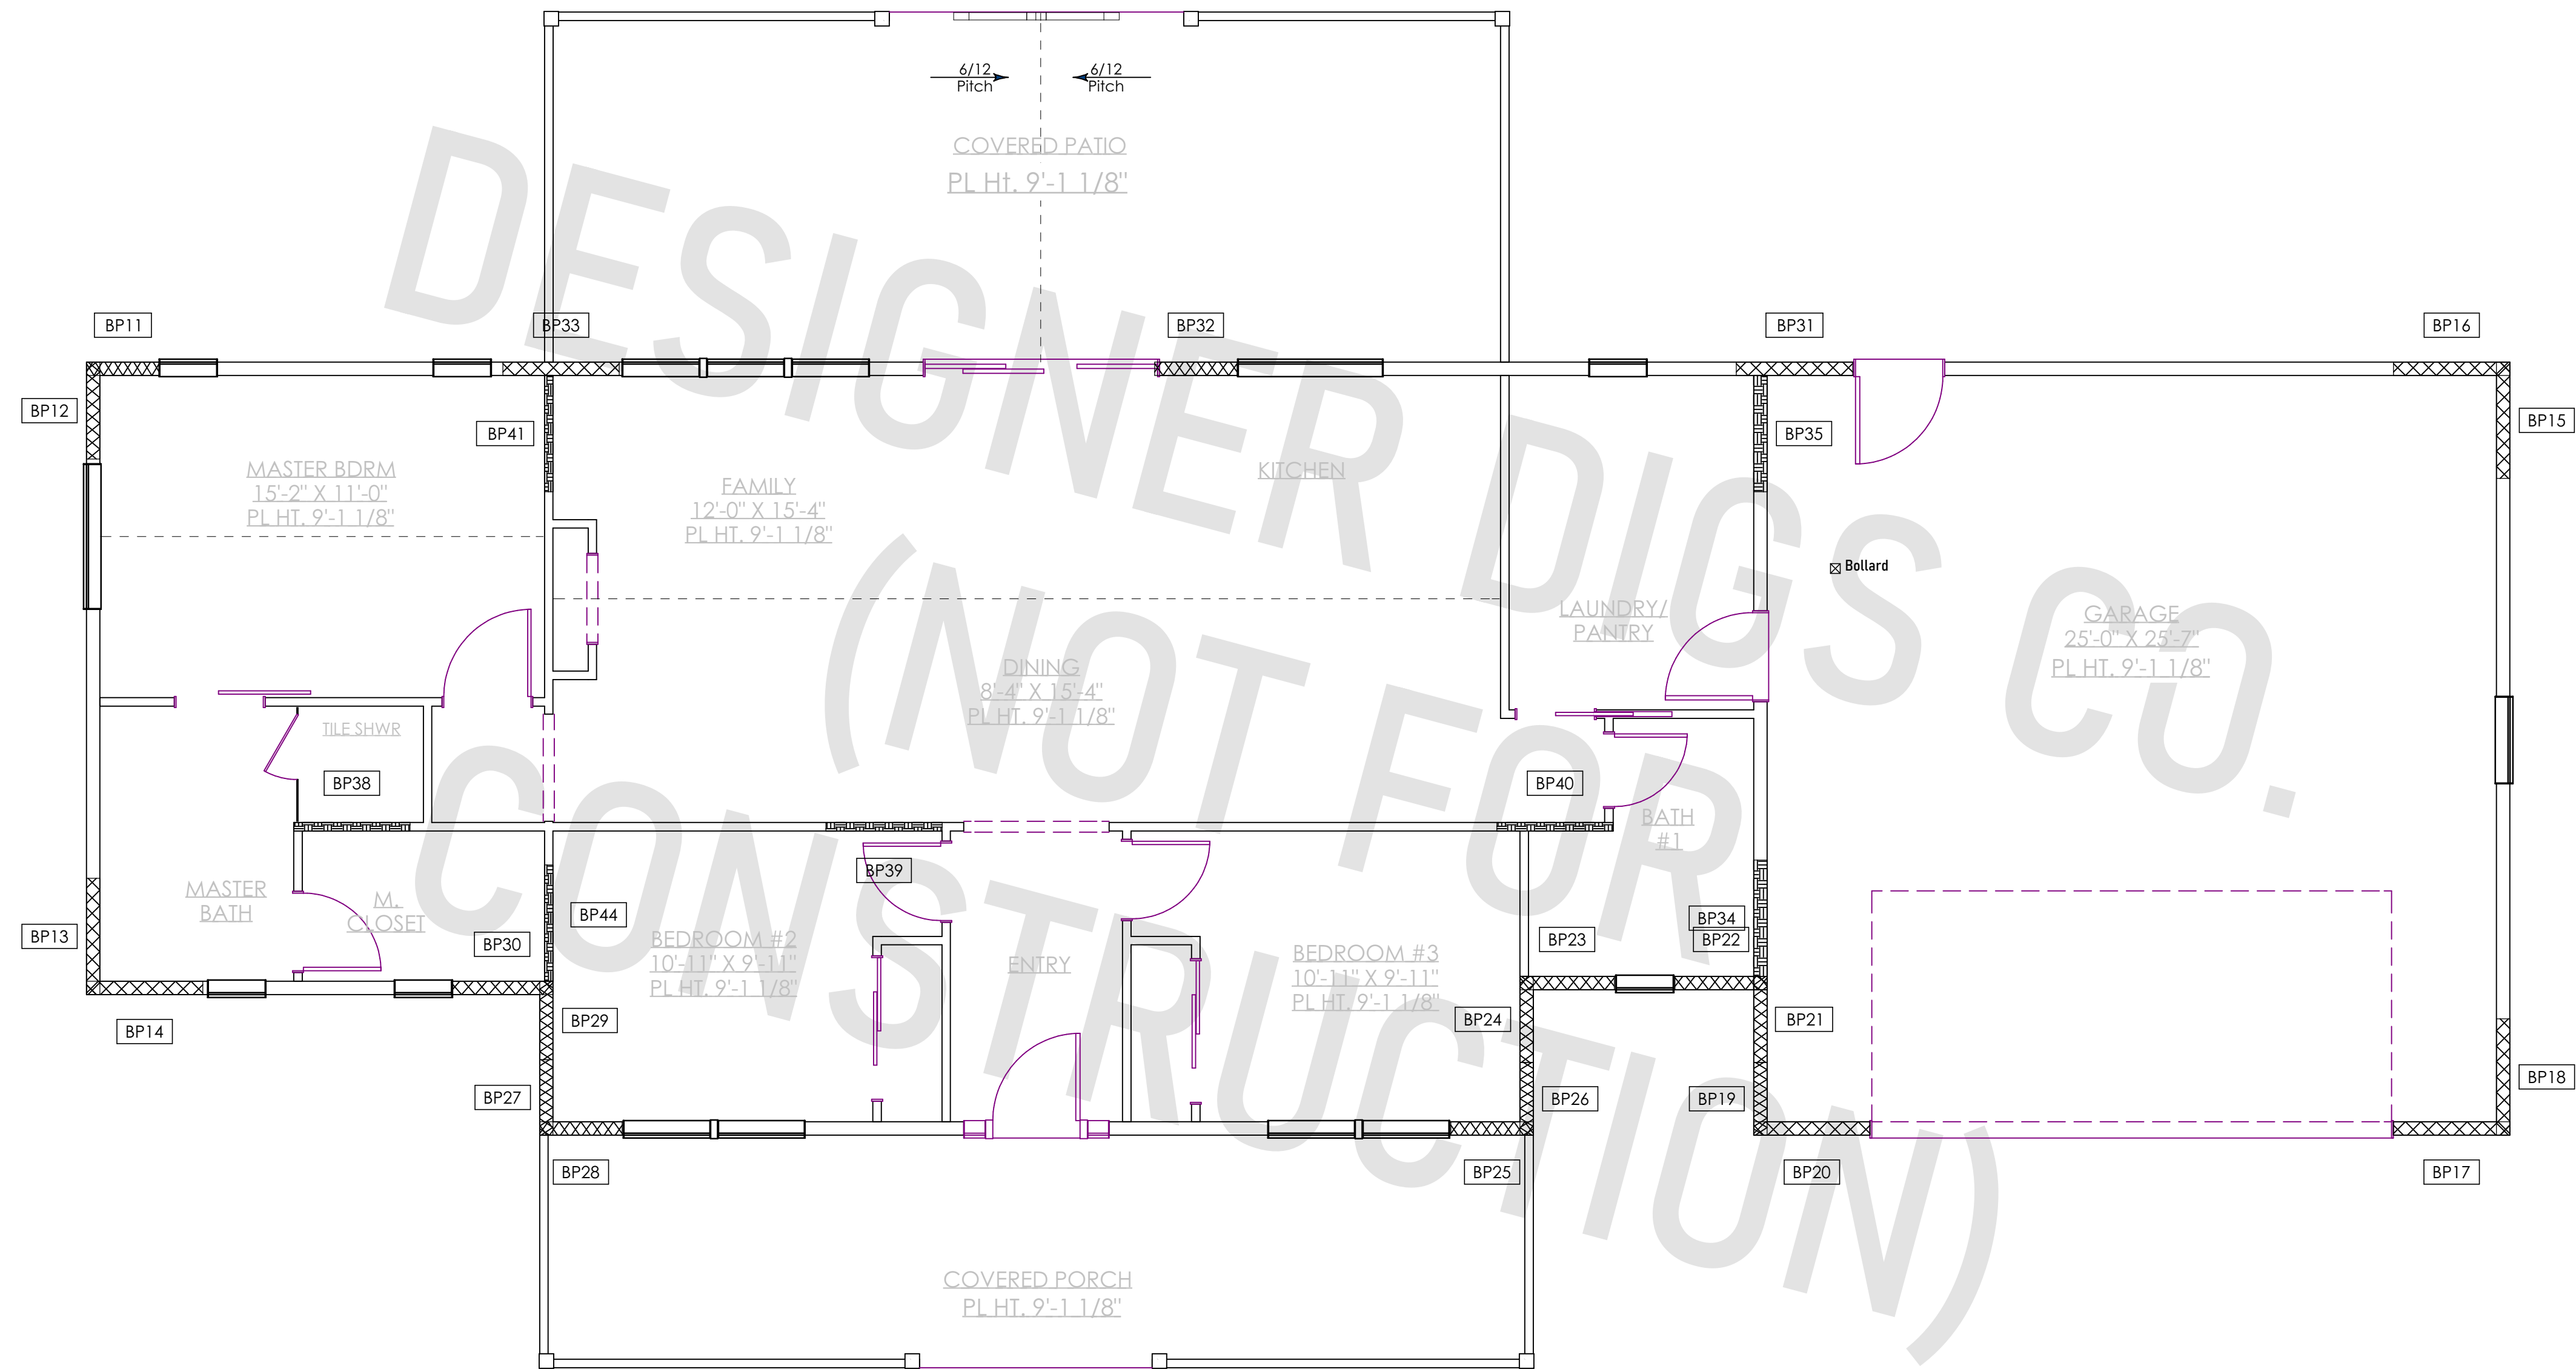 6/12
Pitch
6/12
Pitch
COVERED PATIO
PL Ht. 9'-1 1/8"
BP11
BP33
BP32
BP31
BP16
BP12
BP41
BP35
BP15
MASTER BDRM
15'-2" X 11'-0"
PL HT. 9'-1 1/8"
FAMILY
12'-0" X 15'-4"
PL HT. 9'-1 1/8"
KITCHEN
Bollard
LAUNDRY/
PANTRY
GARAGE
25'-0" X 25'-7"
PL HT. 9'-1 1/8"
DINING
8'-4" X 15'-4"
PL HT. 9'-1 1/8"
TILE SHWR
BP38
BP40
BATH
#1
BP39
MASTER
BATH
M.
CLOSET
BP13
BP30
BP44
BEDROOM #2
10'-11" X 9'-11"
PL HT. 9'-1 1/8"
ENTRY
BEDROOM #3
10'-11" X 9'-11"
PL HT. 9'-1 1/8"
BP23
BP34
BP22
BP14
BP29
BP24
BP21
BP27
BP26
BP19
BP18
BP28
BP25
BP20
BP17
COVERED PORCH
PL HT. 9'-1 1/8"
DESIGNER DIGS CO.
(NOT FOR
CONSTRUCTION)